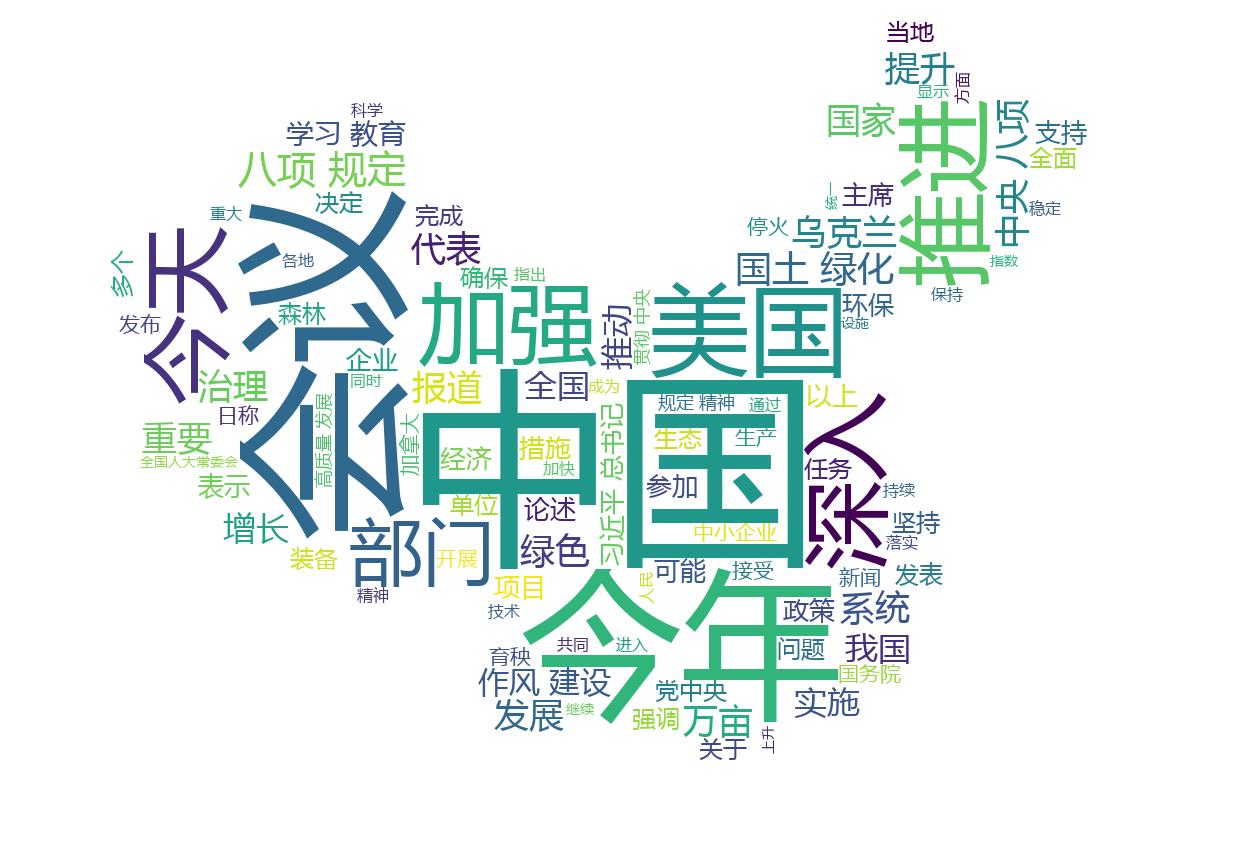 当地
提升
显示
方面
科学
学习 教育
国家
推进
八项
支持
全面
八项 规定
决定
重大
统一
主席
中央
稳定
今天
会议
完成
代表
停火
乌克兰
多个
各地
确保
指出
国土 绿化
指数
保持
发布
森林
加强
推动
贯彻 中央
美国
环保
设施
企业
同时
治理
报道
全国
成为
规定 精神
通过
以上
深入
日称
高质量 发展
加拿大
中国
习近平 总书记
重要
全国人大常委会
表示
经济
措施
加快
生态
生产
任务
参加
持续
增长
单位
论述
中小企业
坚持
落实
部门
装备
开展
绿色
可能
接受
新闻
发表
精神
项目
人民
技术
今年
政策
系统
共同
进入
问题
我国
育秧
国务院
作风 建设
党中央
实施
发展
继续
强调
万亩
关于
上升